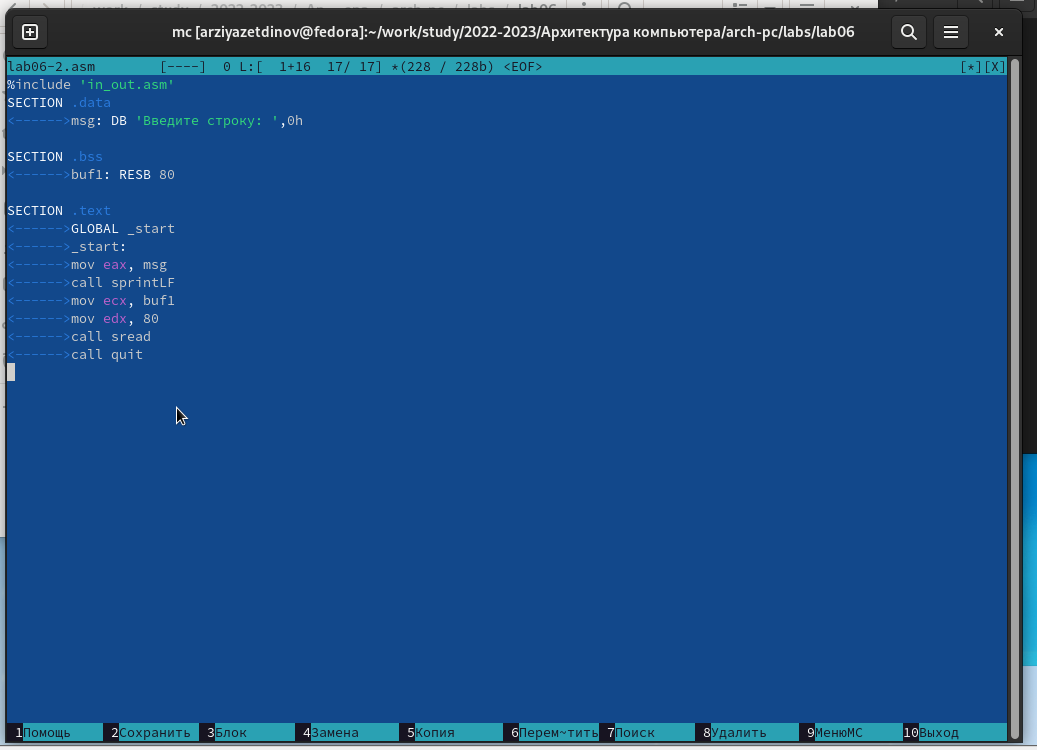 mc [arziyazetdinov@fedora]:~/work/study/2022-2023/Архитектура компьютера/arch-pc/labs/lab06
lab06-2.asm [----] 0 L:[ 1+16 17/ 17] *(228 / 228b) <EOF> [*][X]
%include 'in_out.asm'
SECTION .data
<------>msg: DB 'Введите строку: ',0h
SECTION .bss
<------>buf1: RESB 80
SECTION .text
<------>GLOBAL _start
<------>_start:
<------>mov eax, msg
<------>call sprintLF
<------>mov ecx, buf1
<------>mov edx, 80
<------>call sread
<------>call quit
1Помощь 2Сохранить 3Блок 4Замена 5Копия 6Перем~тить 7Поиск 8Удалить 9МенюMC 10Выход